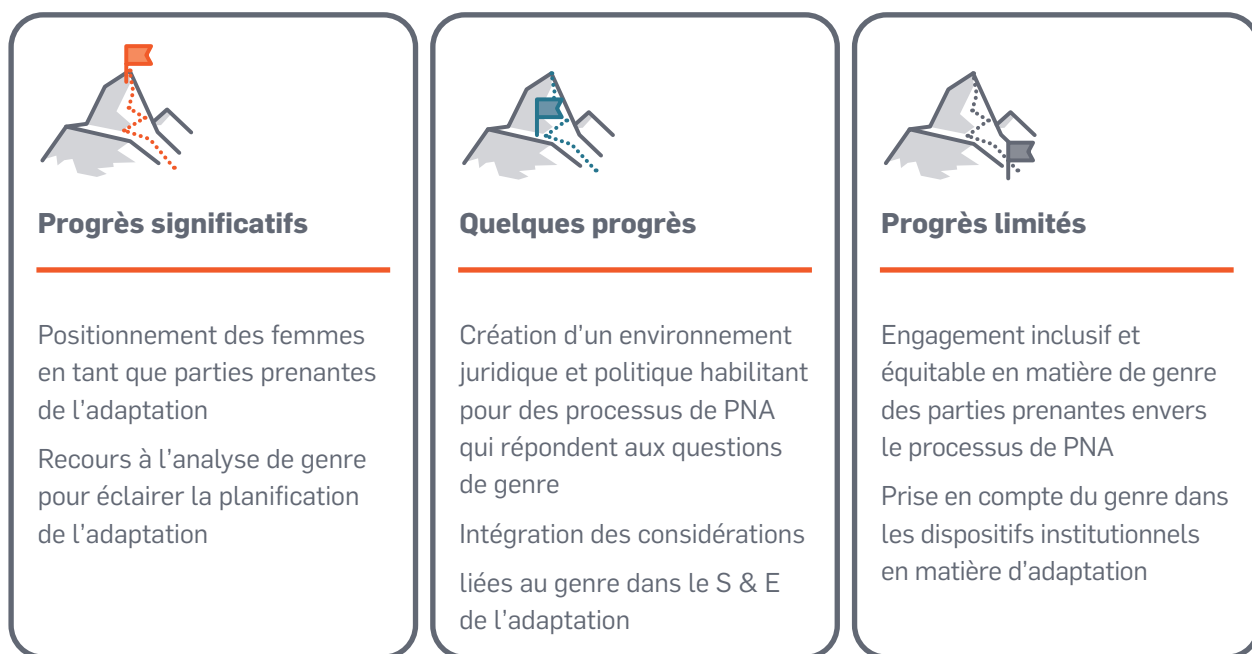 Progrès significatifs
Positionnement des femmes
en tant que parties prenantes
de l’adaptation
Recours à l’analyse de genre
pour éclairer la planification
de l’adaptation
Quelques progrès
Création d’un environnement
juridique et politique habilitant
pour des processus de PNA
qui répondent aux questions
de genre
Intégration des considérations
liées au genre dans le S & E
de l’adaptation
Progrès limités
Engagement inclusif et
équitable en matière de genre
des parties prenantes envers
le processus de PNA
Prise en compte du genre dans
les dispositifs institutionnels
en matière d’adaptation